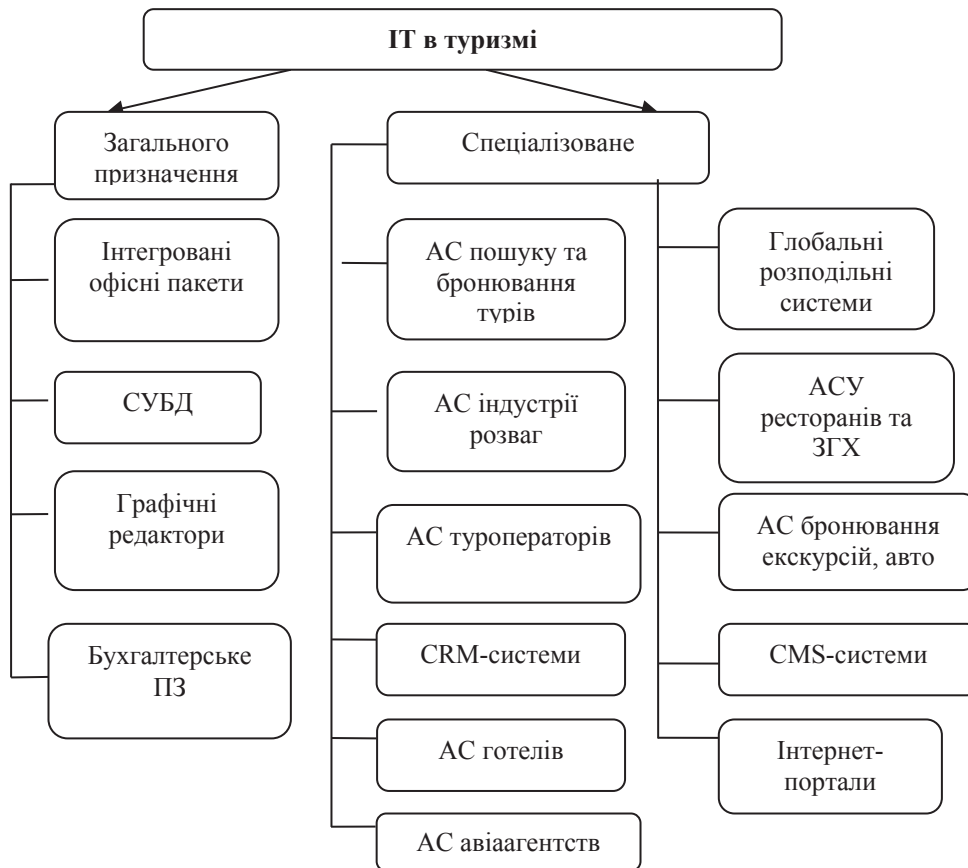 ІТ в туризмі
Загального
призначення
Інтегровані
офісні пакети
СУБД
Графічні
редактори
Бухгалтерське
ПЗ
Спеціалізоване
АС пошуку та
бронювання
турів
АС індустрії
розваг
АС туроператорів
CRM-системи
АС готелів
АС авіаагентств
Глобальні
розподільні
системи
АСУ
ресторанів та
ЗГХ
АС бронювання
екскурсій, авто
CMS-системи
Інтернет-
портали